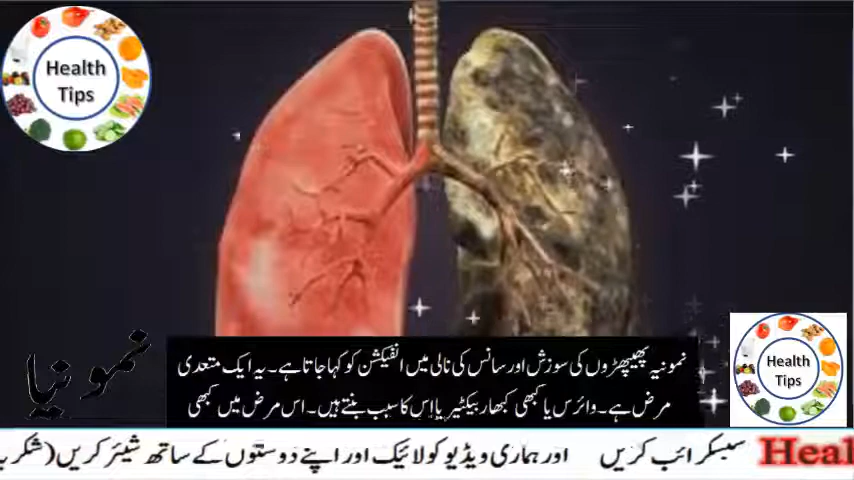 Health
Tips
نمونیہ پھیپھڑوں کی سوزش اور سانس کی نالی میں انفیکشن کو کہا جاتا ہے۔ یہ ایک متعدی
مرض ہے۔ وائرس یا کبھی کبھار بیکٹیریا اِس کا سبب بنتے ہیں۔ اس مرض میں کبھی
نمونیا
Health
Tips
Heal سبسکرائب کریں اور ہماری ویڈیو کو لائیک اور اپنے دوستوں کے ساتھ شیئر کریں (شکریہ